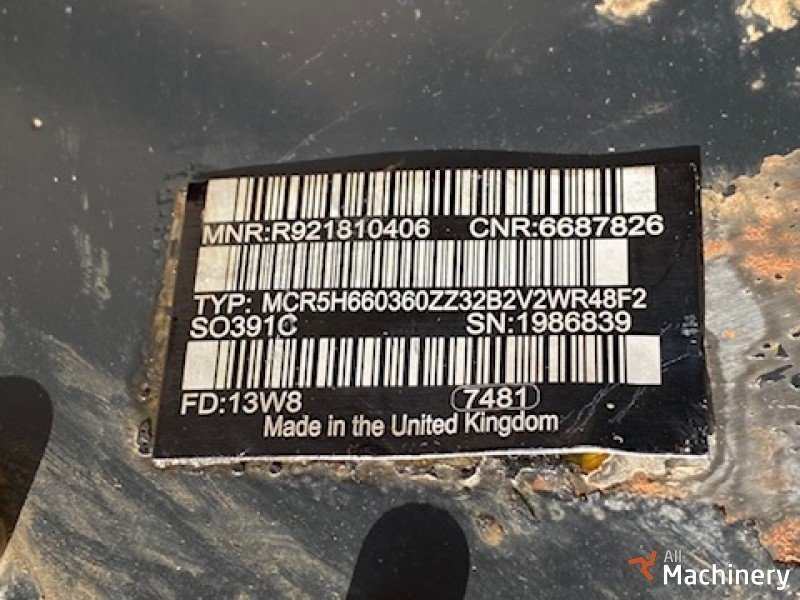 MNR:R921810406 CNR:6687826
TYP: MCR5H660360ZZ32B2V2WR48F2
SO391C SN:1986839
FD:13W8 7481
Made in the United Kingdom
All
Machinery